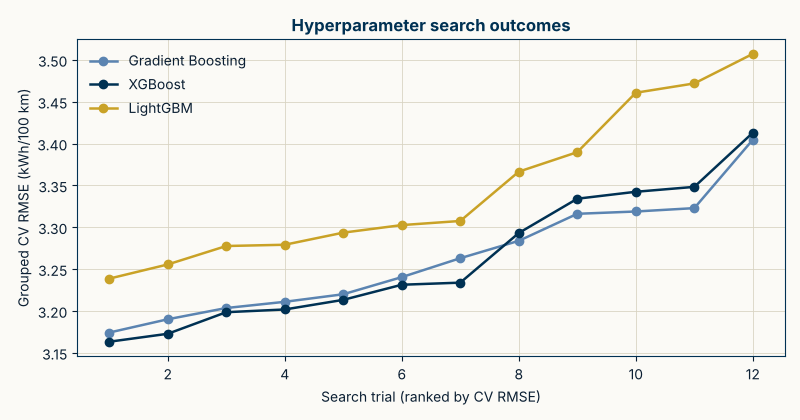 Hyperparameter search outcomes
Grouped CV RMSE (kWh/100 km)
3.50
3.45
3.40
3.35
3.30
3.25
3.20
3.15
Gradient Boosting
XGBoost
LightGBM
2 4 6 8 10 12
Search trial (ranked by CV RMSE)